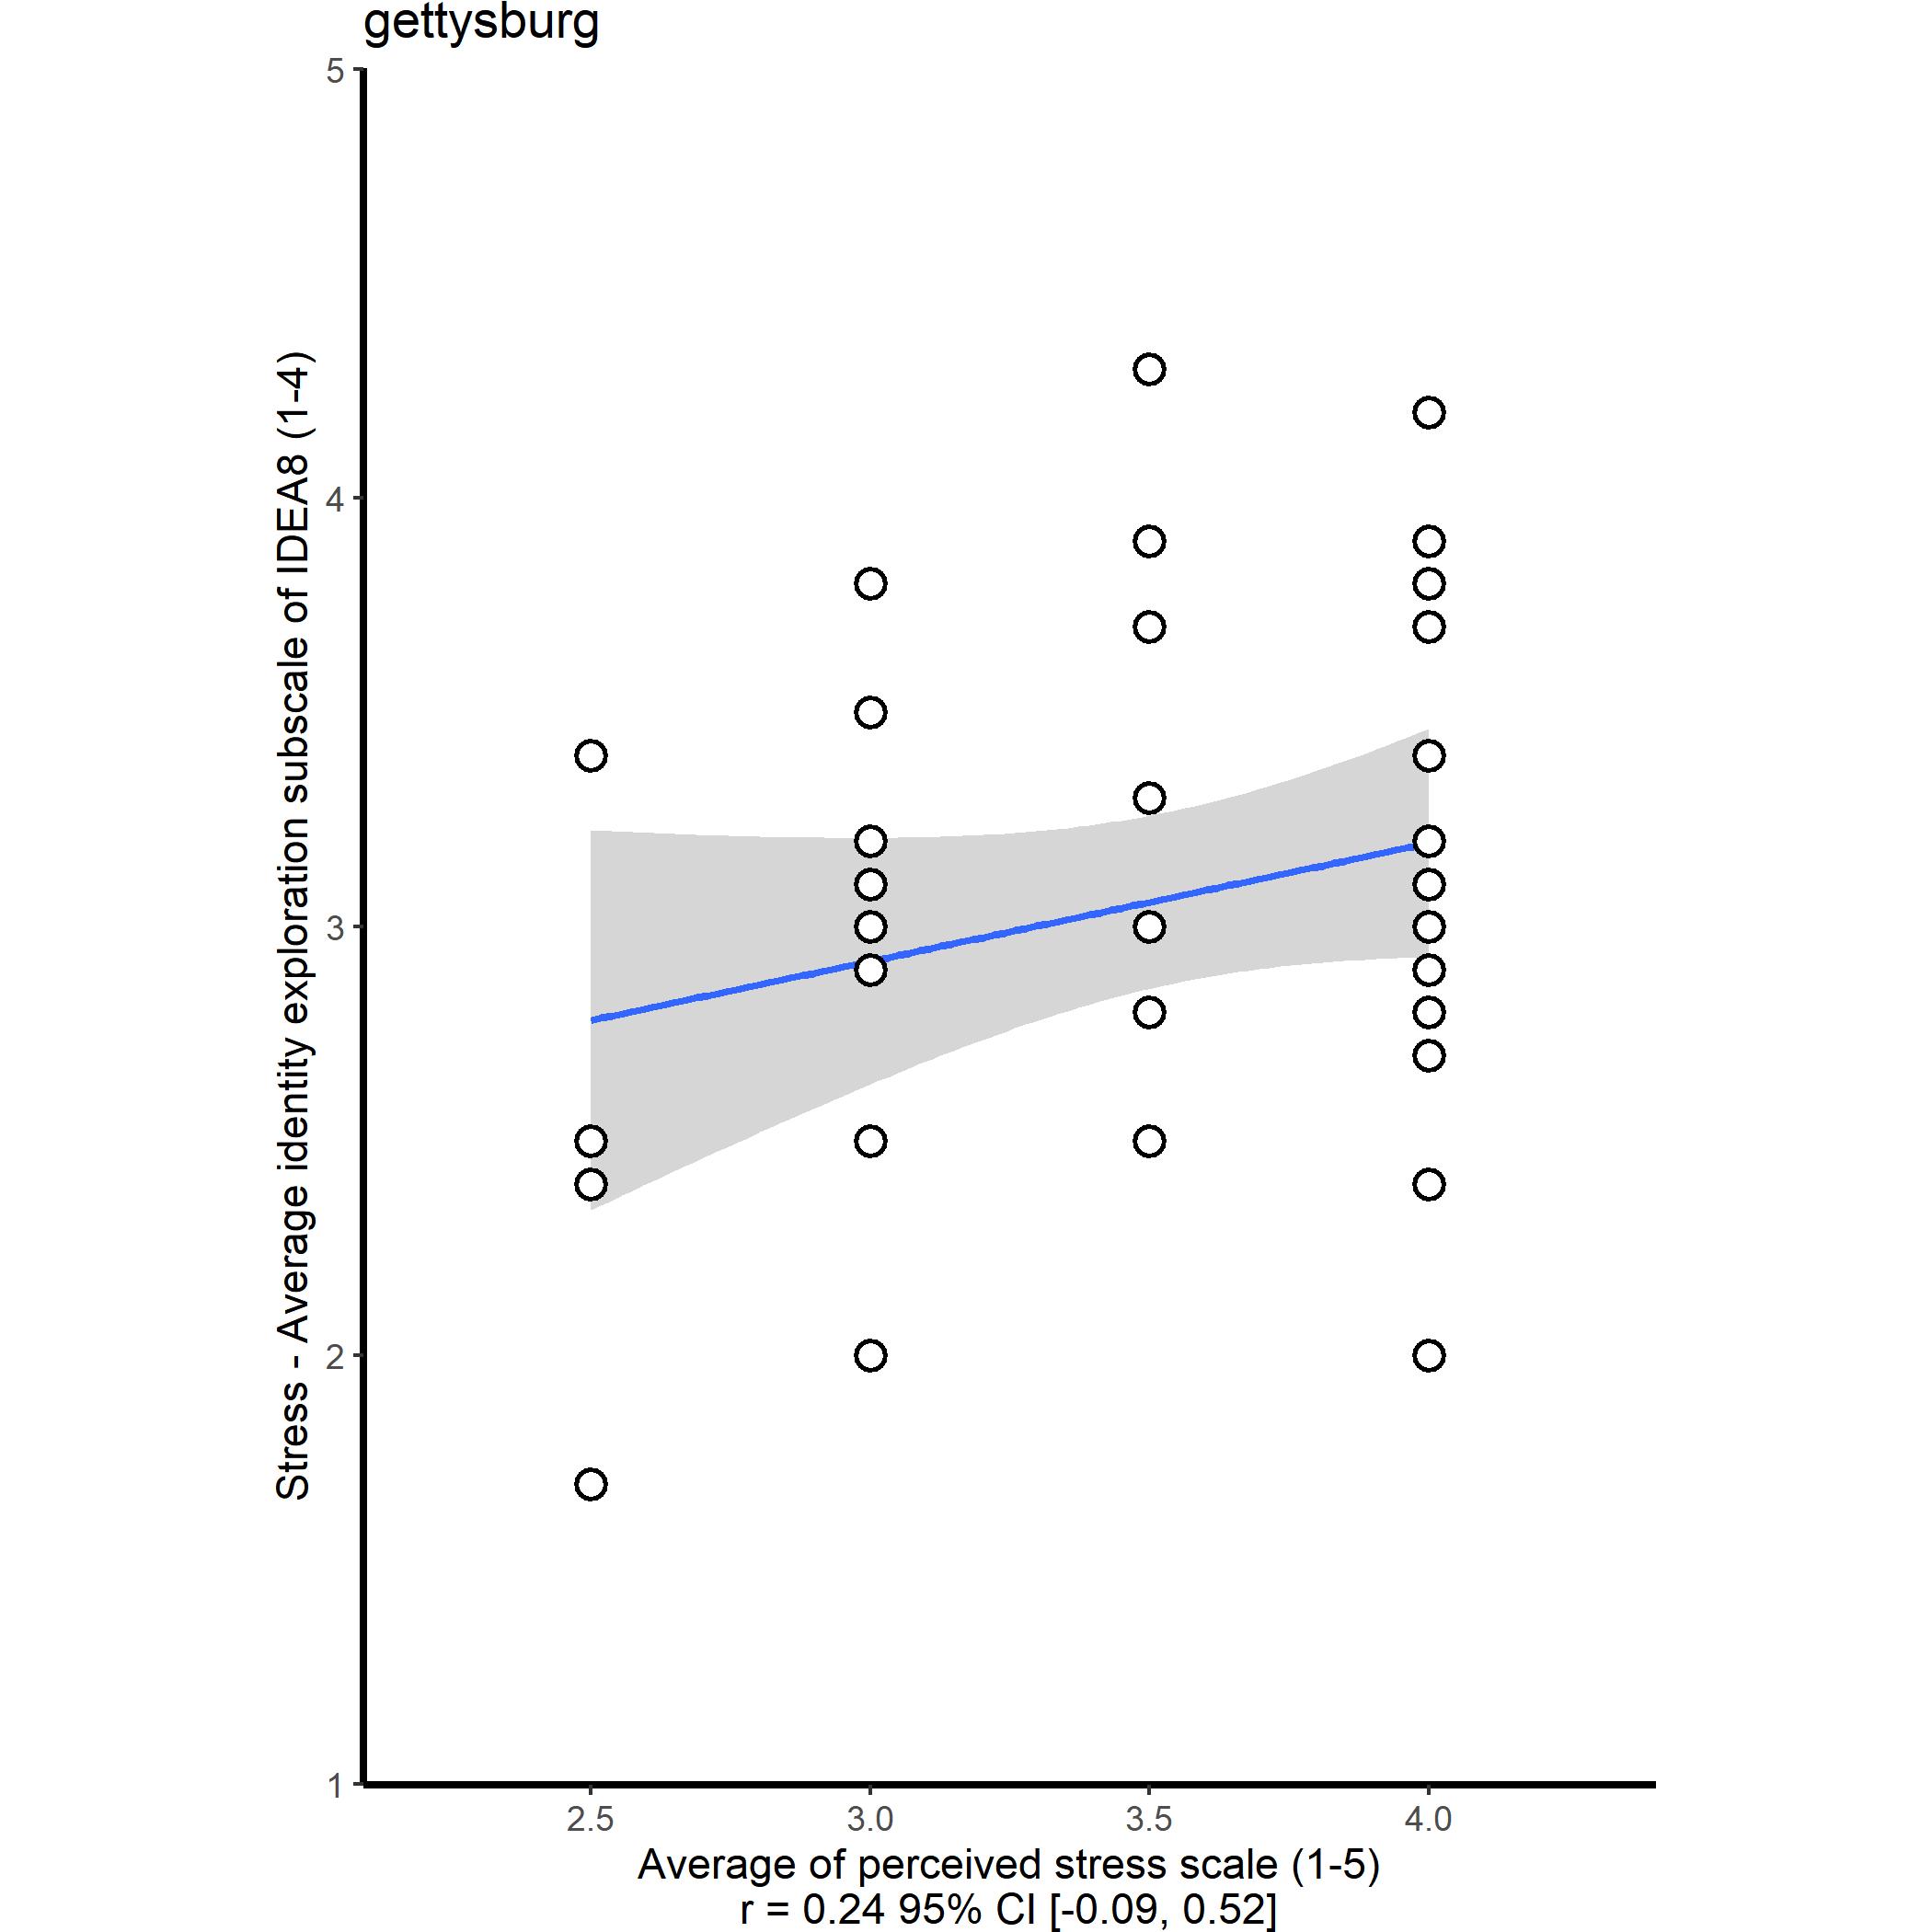 gettysburg
5
4
3
2
1
Stress - Average identity exploration subscale of IDEA8 (1-4)
2.5 3.0 3.5 4.0
Average of perceived stress scale (1-5)
r = 0.24 95% CI [-0.09, 0.52]